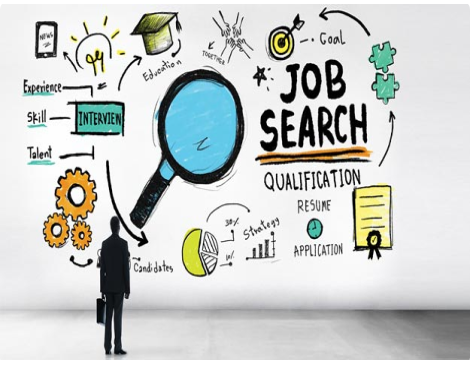 NEWS
Education
TOGETHER
Goal
Experience
Skill
Talent
INTERVIEW
JOB
SEARCH
QUALIFICATION
RESUME
APPLICATION
Strategy
30%
Candidates